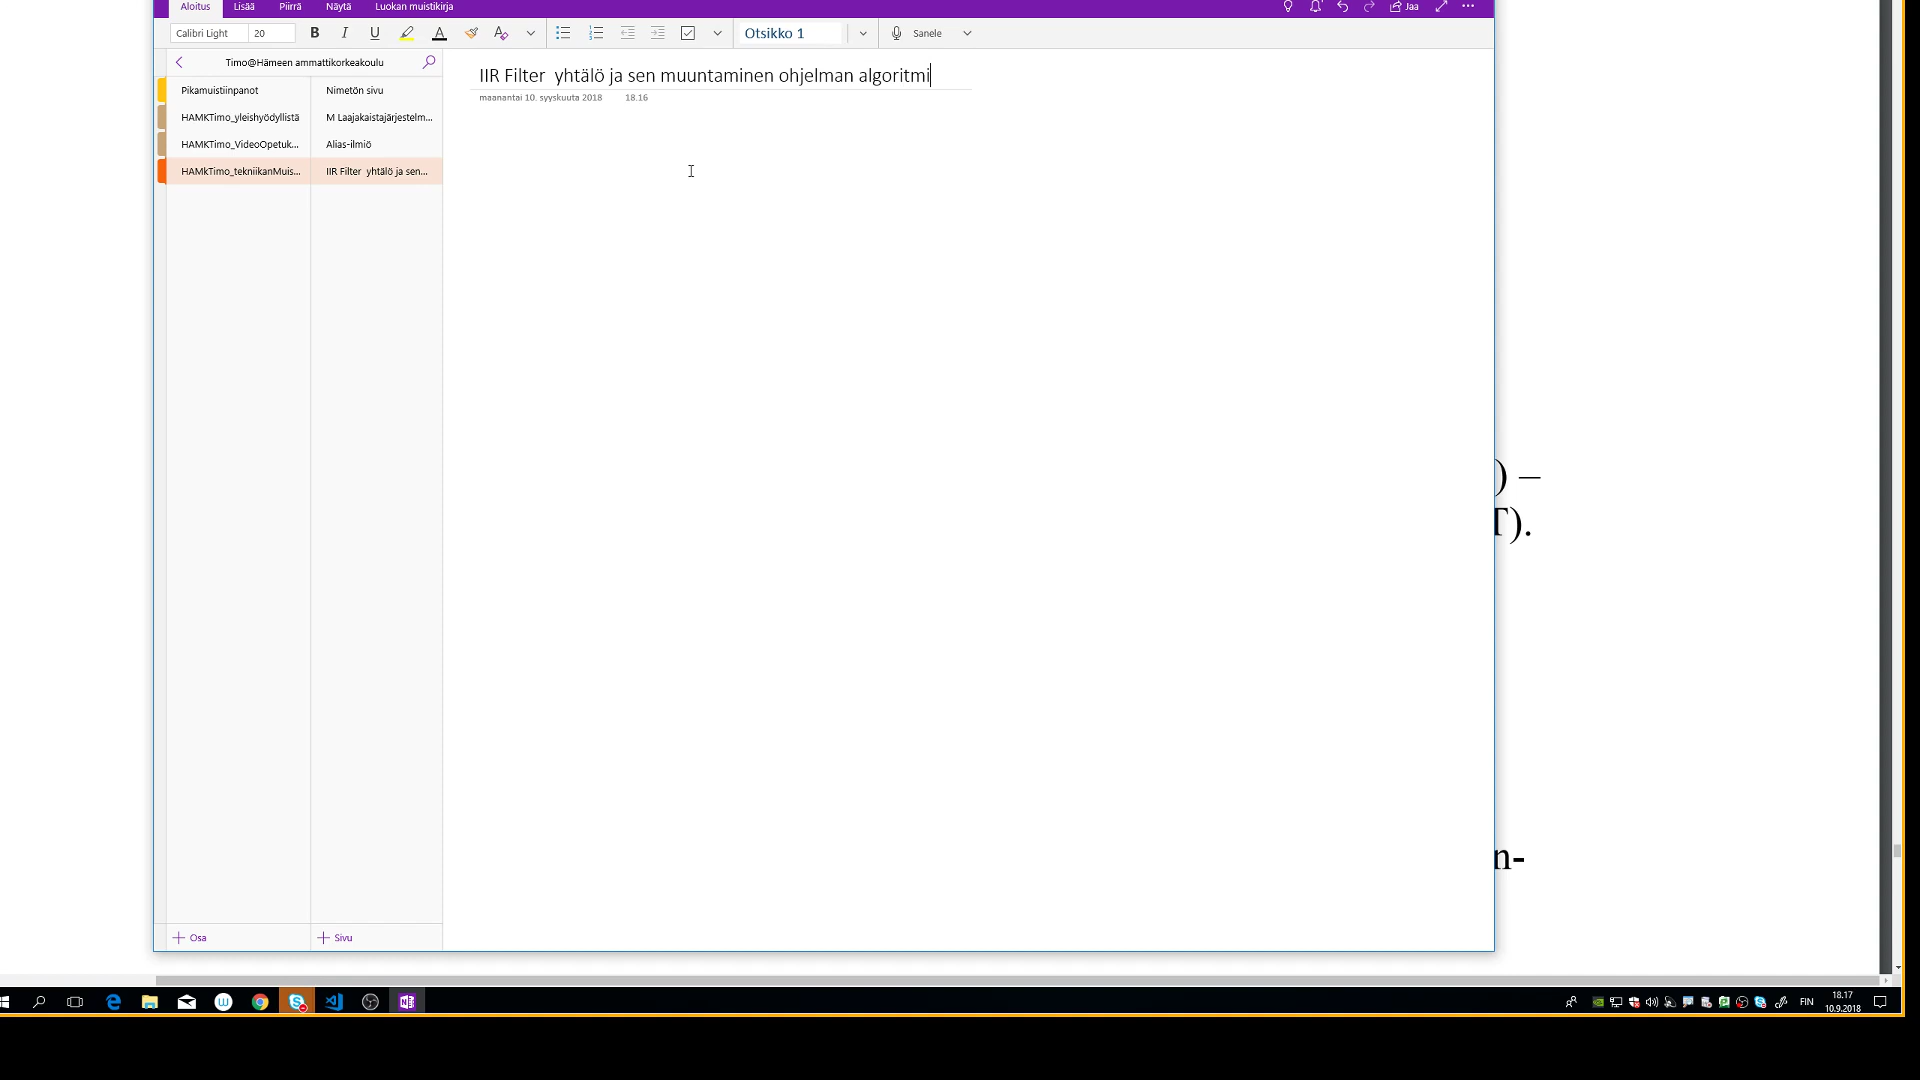 Aloitus Lisää Piirrä Näytä Luokan muistikirja Jaa
Calibri Light 20 B I U A Otsikko 1 Sanele
Timo@Hämeen ammattikorkeakoulu
Pikamuistiinpanot
HAMKTimo_yleishyödyllistä
HAMKTimo_VideoOpetuk...
HAMkTimo_tekniikanMuis...
Nimetön sivu
M Laajakaistajärjestelm...
Alias-ilmiö
IIR Filter yhtälö ja sen...
IIR Filter  yhtälö ja sen muuntaminen ohjelman algoritmi
maanantai 10. syyskuuta 2018 18.16
) –
T).
n-
+ Osa
+ Sivu
FIN
18.17
10.9.2018